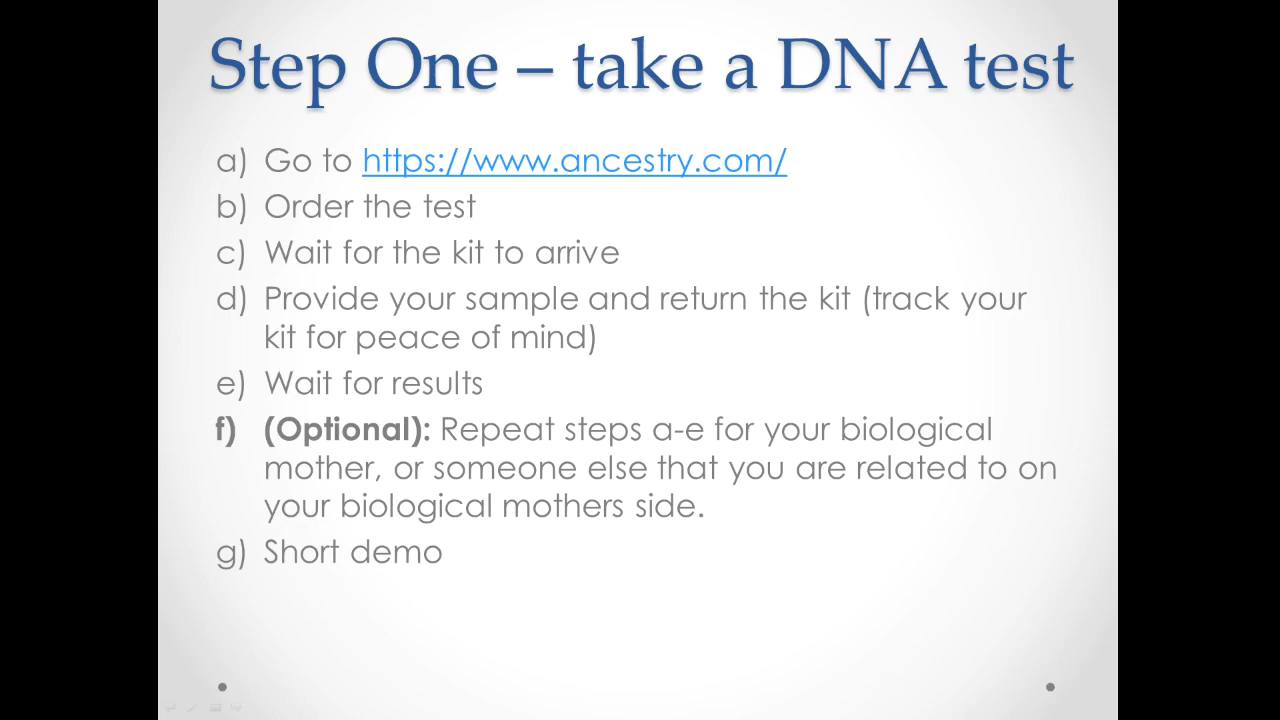 Step One – take a DNA test
a) Go to https://www.ancestry.com/
b) Order the test
c) Wait for the kit to arrive
d) Provide your sample and return the kit (track your
kit for peace of mind)
e) Wait for results
f) (Optional): Repeat steps a-e for your biological
mother, or someone else that you are related to on
your biological mothers side.
g) Short demo